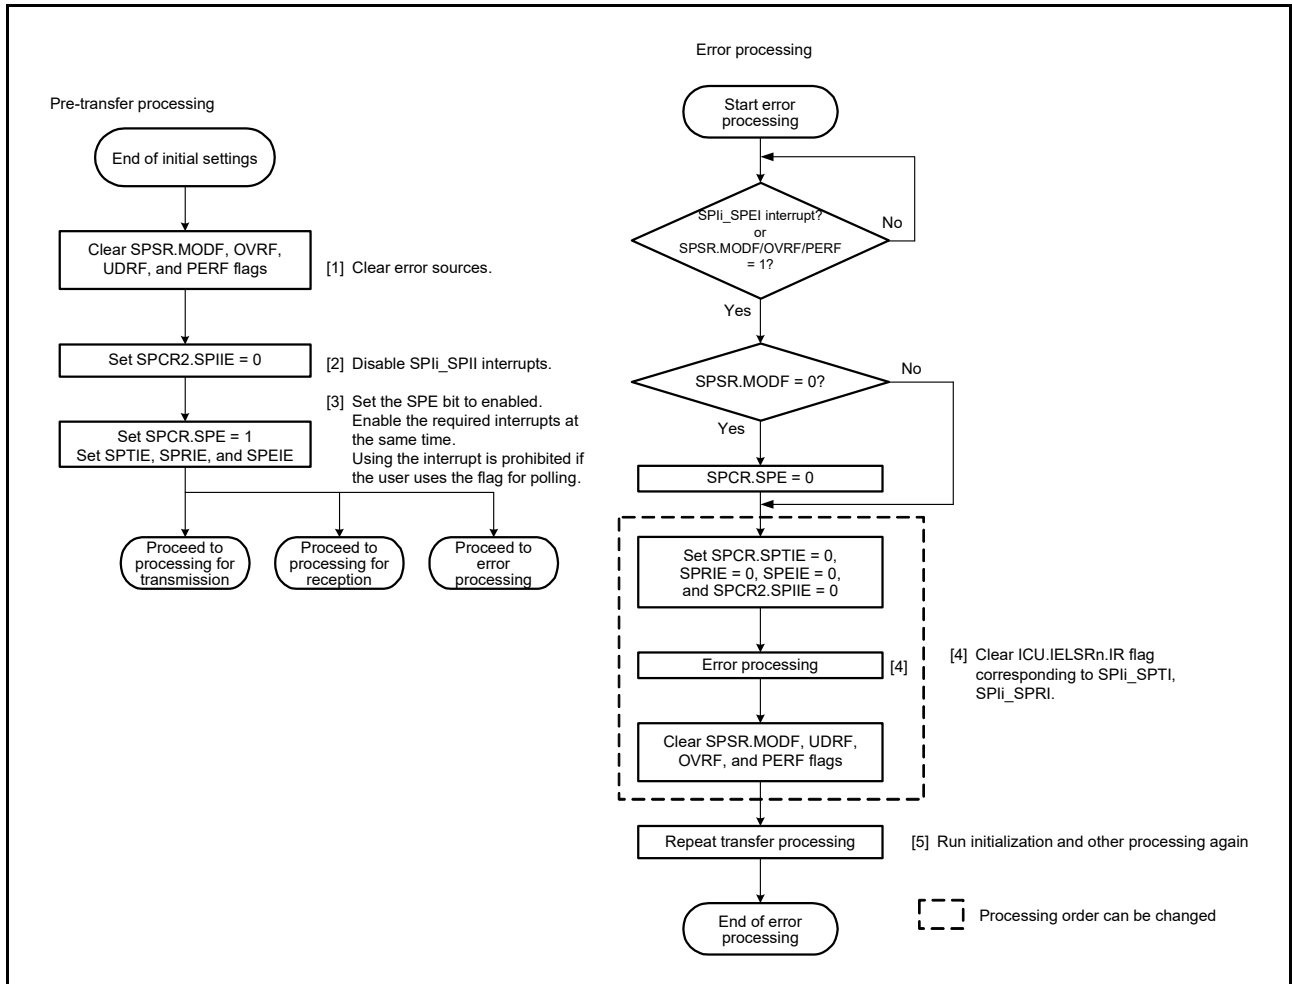 Pre-transfer processing
End of initial settings
Clear SPSR.MODF, OVRF,
UDRF, and PERF flags
[1] Clear error sources.
Set SPCR2.SPIIE = 0
[2] Disable SPIi_SPII interrupts.
[3] Set the SPE bit to enabled.
Enable the required interrupts at
the same time.
Using the interrupt is prohibited if
the user uses the flag for polling.
Set SPCR.SPE = 1
Set SPTIE, SPRIE, and SPEIE
Proceed to
processing for
transmission
Proceed to
processing for
reception
Proceed to
error
processing
Error processing
Start error
processing
SPIi_SPEI interrupt?
or
SPSR.MODF/OVRF/PERF
= 1?
No
Yes
SPSR.MODF = 0?
No
Yes
SPCR.SPE = 0
Set SPCR.SPTIE = 0,
SPRIE = 0, SPEIE = 0,
and SPCR2.SPIIE = 0
Error processing
[4]
[4] Clear ICU.IELSRn.IR flag
corresponding to SPIi_SPTI,
SPIi_SPRI.
Clear SPSR.MODF, UDRF,
OVRF, and PERF flags
Repeat transfer processing
[5] Run initialization and other processing again
End of error
processing
Processing order can be changed